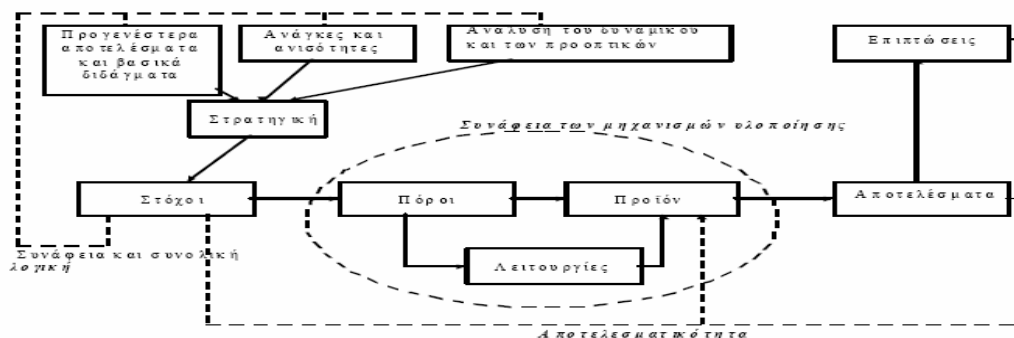 Προγενέστερα
αποτελέσματα
και βασικά
διδάγματα
Ανάγκες και
ανισότητες
Ανάλυση του δυναμικού
και των προοπτικών
Επιπτώσεις
Στρατηγική
Συνάφεια των μηχανισμών υλοποίησης
Στόχοι
Πόροι
Προϊόν
Αποτελέσματα
Συνάφεια και συνολική
λογική
Λειτουργίες
Αποτελεσματικότητα